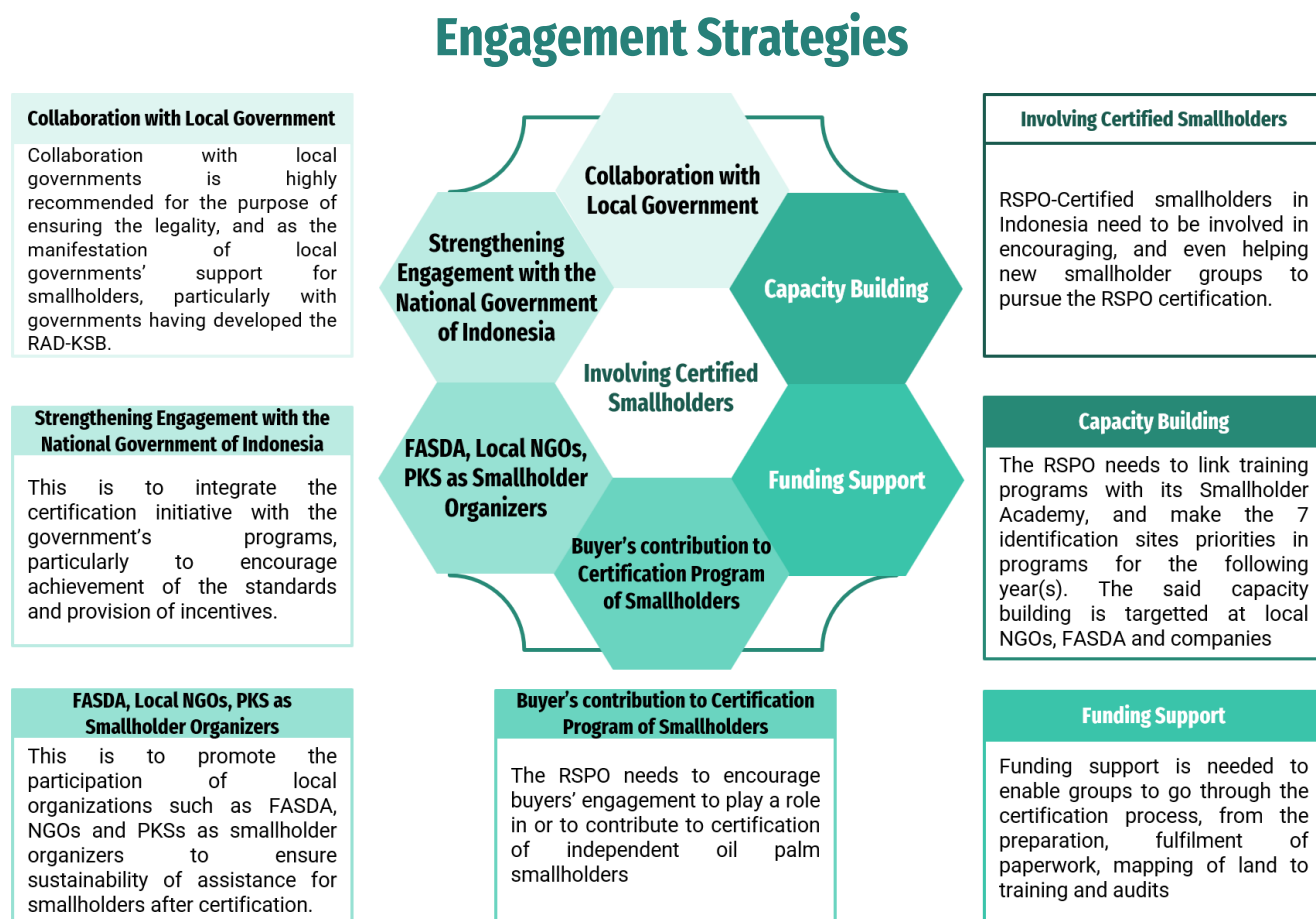 Engagement Strategies
Collaboration with Local Government
Collaboration with local
governments is highly
recommended for the purpose of
ensuring the legality, and as the
manifestation of local
governments’ support for
smallholders, particularly with
governments having developed the
RAD-KSB.
Strengthening Engagement with the
National Government of Indonesia
This is to integrate the
certification initiative with the
government’s programs,
particularly to encourage
achievement of the standards
and provision of incentives.
FASDA, Local NGOs, PKS as
Smallholder Organizers
This is to promote the
participation of local
organizations such as FASDA,
NGOs and PKSs as smallholder
organizers to ensure
sustainability of assistance for
smallholders after certification.
Collaboration with
Local Government
Strengthening
Engagement with the
National Government
of Indonesia
Capacity Building
Involving Certified
Smallholders
FASDA, Local NGOs,
PKS as Smallholder
Organizers
Funding Support
Buyer’s contribution to
Certification Program
of Smallholders
Buyer’s contribution to Certification
Program of Smallholders
The RSPO needs to encourage
buyers’ engagement to play a role
in or to contribute to certification
of independent oil palm
smallholders
Involving Certified Smallholders
RSPO-Certified smallholders in
Indonesia need to be involved in
encouraging, and even helping
new smallholder groups to
pursue the RSPO certification.
Capacity Building
The RSPO needs to link training
programs with its Smallholder
Academy, and make the 7
identification sites priorities in
programs for the following
year(s). The said capacity
building is targetted at local
NGOs, FASDA and companies
Funding Support
Funding support is needed to
enable groups to go through the
certification process, from the
preparation, fulfilment of
paperwork, mapping of land to
training and audits